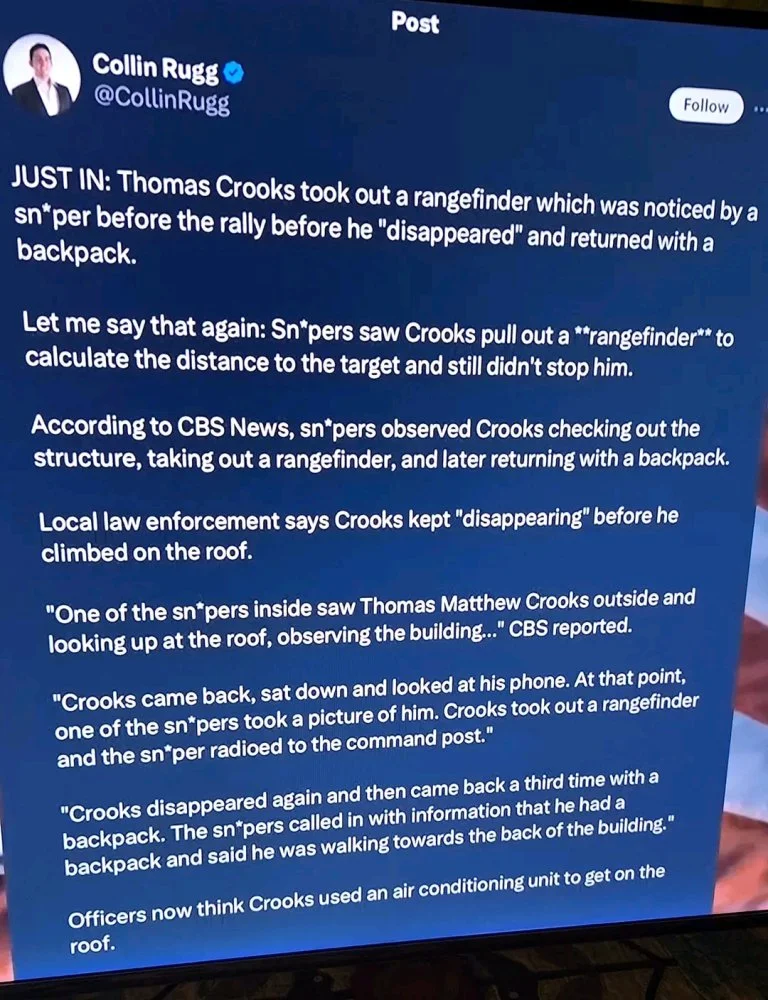 Post
Collin Rugg
@CollinRugg
Follow
JUST IN: Thomas Crooks took out a rangefinder which was noticed by a
sn*per before the rally before he "disappeared" and returned with a
backpack.
Let me say that again: Sn*pers saw Crooks pull out a **rangefinder** to
calculate the distance to the target and still didn't stop him.
According to CBS News, sn*pers observed Crooks checking out the
structure, taking out a rangefinder, and later returning with a backpack.
Local law enforcement says Crooks kept "disappearing" before he
climbed on the roof.
"One of the sn*pers inside saw Thomas Matthew Crooks outside and
looking up at the roof, observing the building..." CBS reported.
"Crooks came back, sat down and looked at his phone. At that point,
one of the sn*pers took a picture of him. Crooks took out a rangefinder
and the sn*per radioed to the command post."
"Crooks disappeared again and then came back a third time with a
backpack. The sn*pers called in with information that he had a
backpack and said he was walking towards the back of the building."
Officers now think Crooks used an air conditioning unit to get on the
roof.